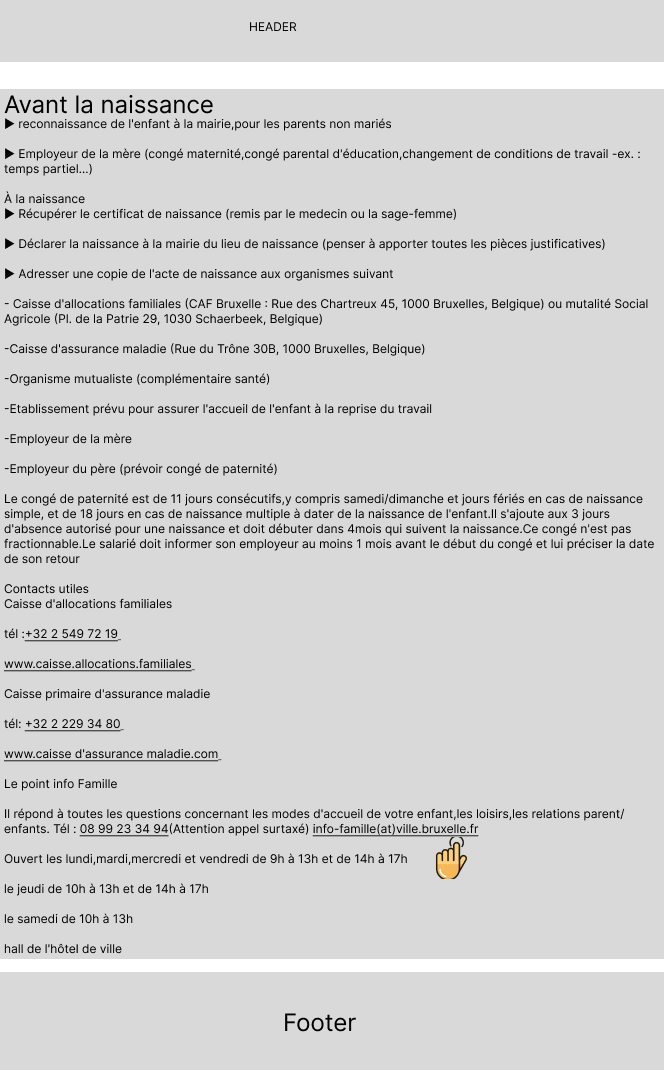 HEADER
Avant la naissance
▶ reconnaissance de l'enfant à la mairie,pour les parents non mariés
▶ Employeur de la mère (congé maternité,congé parental d'éducation,changement de conditions de travail -ex. :
temps partiel...)
À la naissance
▶ Récupérer le certificat de naissance (remis par le medecin ou la sage-femme)
▶ Déclarer la naissance à la mairie du lieu de naissance (penser à apporter toutes les pièces justificatives)
▶ Adresser une copie de l'acte de naissance aux organismes suivant
- Caisse d'allocations familiales (CAF Bruxelle : Rue des Chartreux 45, 1000 Bruxelles, Belgique) ou mutalité Social
Agricole (Pl. de la Patrie 29, 1030 Schaerbeek, Belgique)
-Caisse d'assurance maladie (Rue du Trône 30B, 1000 Bruxelles, Belgique)
-Organisme mutualiste (complémentaire santé)
-Etablissement prévu pour assurer l'accueil de l'enfant à la reprise du travail
-Employeur de la mère
-Employeur du père (prévoir congé de paternité)
Le congé de paternité est de 11 jours consécutifs,y compris samedi/dimanche et jours fériés en cas de naissance
simple, et de 18 jours en cas de naissance multiple à dater de la naissance de l'enfant.Il s'ajoute aux 3 jours
d'absence autorisé pour une naissance et doit débuter dans 4mois qui suivent la naissance.Ce congé n'est pas
fractionnable.Le salarié doit informer son employeur au moins 1 mois avant le début du congé et lui préciser la date
de son retour
Contacts utiles
Caisse d'allocations familiales
tél :+32 2 549 72 19
www.caisse.allocations.familiales
Caisse primaire d'assurance maladie
tél: +32 2 229 34 80
www.caisse d'assurance maladie.com
Le point info Famille
Il répond à toutes les questions concernant les modes d'accueil de votre enfant,les loisirs,les relations parent/
enfants. Tél : 08 99 23 34 94(Attention appel surtaxé) info-famille(at)ville.bruxelle.fr
Ouvert les lundi,mardi,mercredi et vendredi de 9h à 13h et de 14h à 17h
le jeudi de 10h à 13h et de 14h à 17h
le samedi de 10h à 13h
hall de l'hôtel de ville
Footer